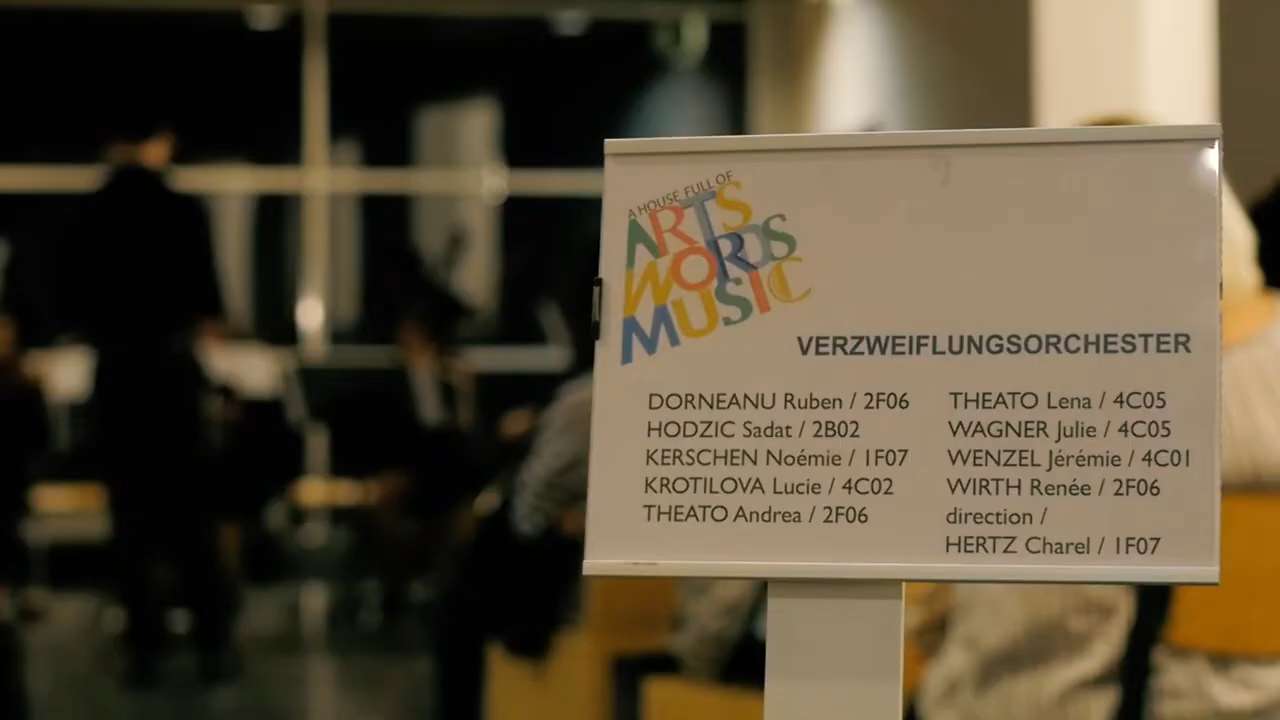 A HOUSE FULL OF
ARTS
WORDS
MUSIC
VERZWEIFLUNGSORCHESTER
DORNEANU Ruben / 2F06
HODZIC Sadat / 2B02
KERSCHEN Noémie / 1F07
KROTILOVA Lucie / 4C02
THEATO Andrea / 2F06
THEATO Lena / 4C05
WAGNER Julie / 4C05
WENZEL Jérémie / 4C01
WIRTH Renée / 2F06
direction /
HERTZ Charel / 1F07